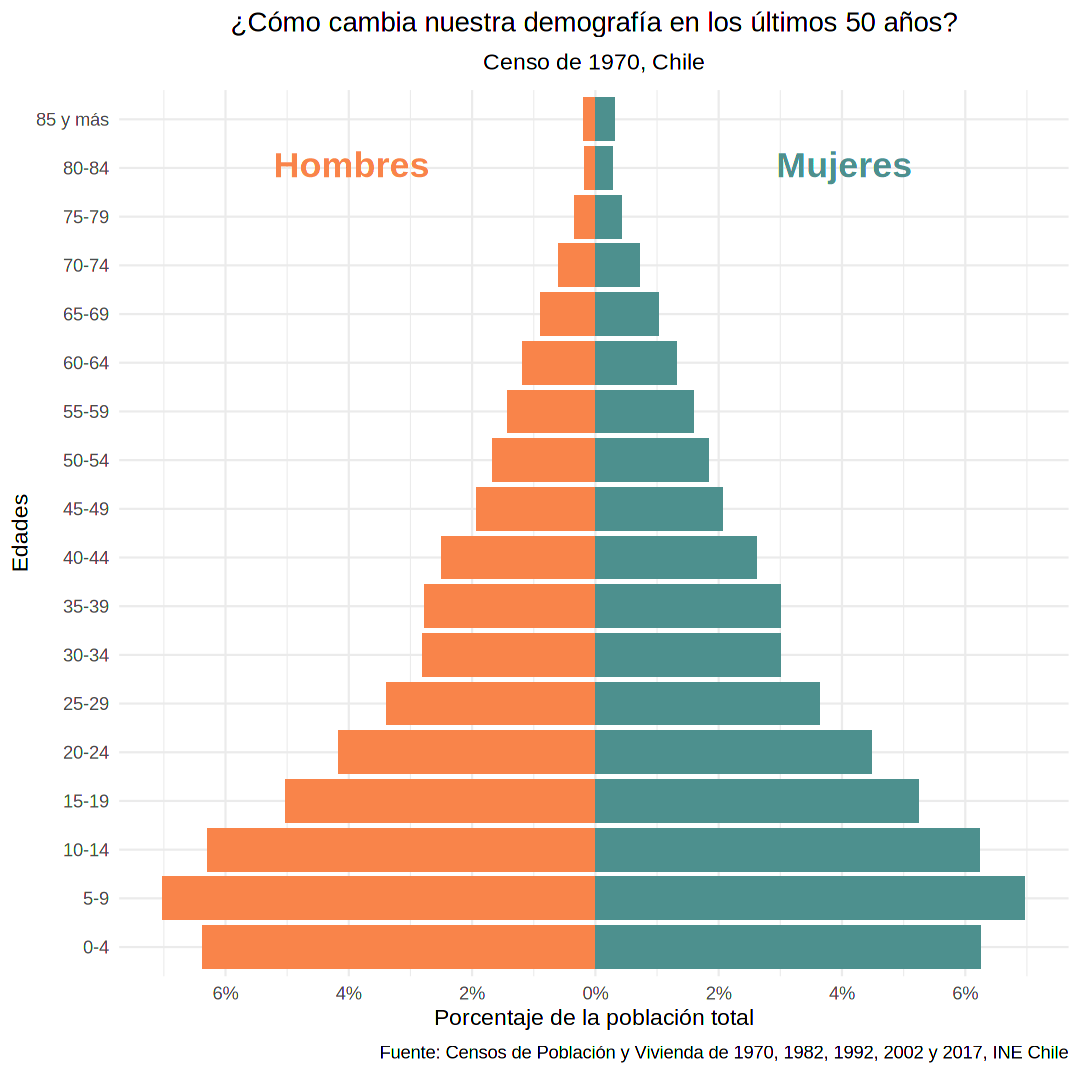 ¿Cómo cambia nuestra demografía en los últimos 50 años?
Censo de 1970, Chile
Hombres
Mujeres
Edades
85 y más
80-84
75-79
70-74
65-69
60-64
55-59
50-54
45-49
40-44
35-39
30-34
25-29
20-24
15-19
10-14
5-9
0-4
6% 4% 2% 0% 2% 4% 6%
Porcentaje de la población total
Fuente: Censos de Población y Vivienda de 1970, 1982, 1992, 2002 y 2017, INE Chile